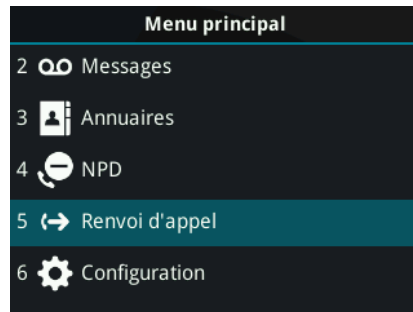 Menu principal
2 Messages
3 Annuaires
4 NPD
5 Renvoi d'appel
6 Configuration